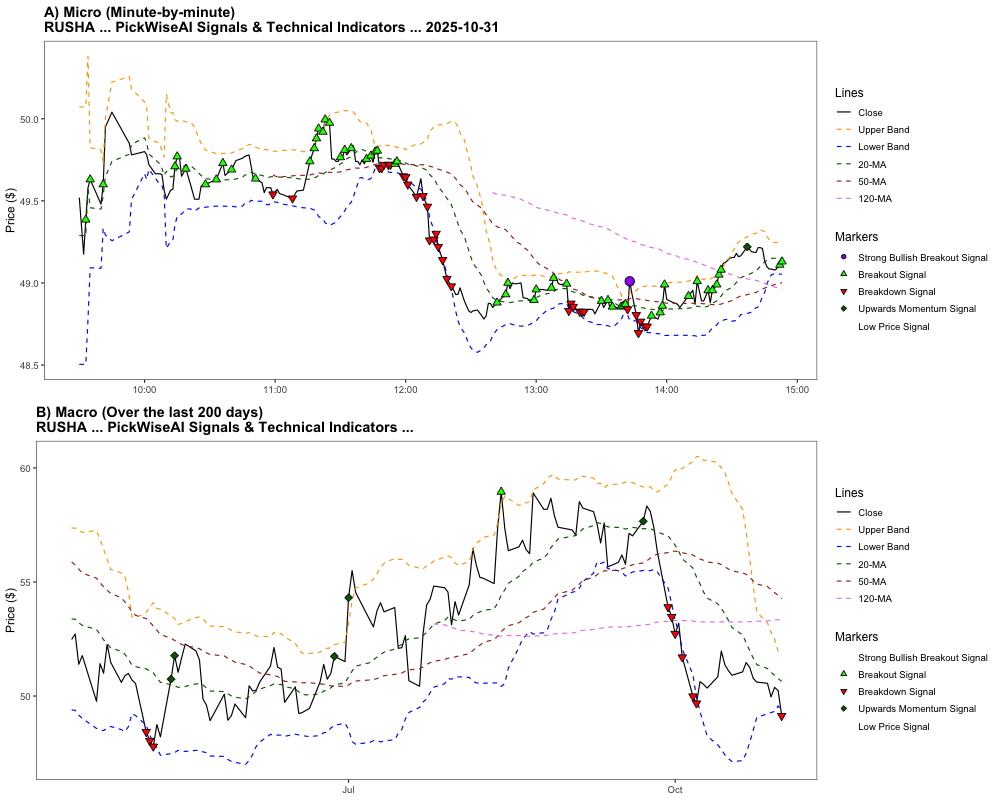 A) Micro (Minute-by-minute)
RUSHA ... PickWiseAI Signals & Technical Indicators ... 2025-10-31
Price ($)
50.0
49.5
49.0
48.5
10:00
11:00
12:00
13:00
14:00
15:00
Lines
Close
Upper Band
Lower Band
20-MA
50-MA
120-MA
Markers
Strong Bullish Breakout Signal
Breakout Signal
Breakdown Signal
Upwards Momentum Signal
Low Price Signal
B) Macro (Over the last 200 days)
RUSHA ... PickWiseAI Signals & Technical Indicators ...
Price ($)
60
55
50
Jul
Oct
Lines
Close
Upper Band
Lower Band
20-MA
50-MA
120-MA
Markers
Strong Bullish Breakout Signal
Breakout Signal
Breakdown Signal
Upwards Momentum Signal
Low Price Signal